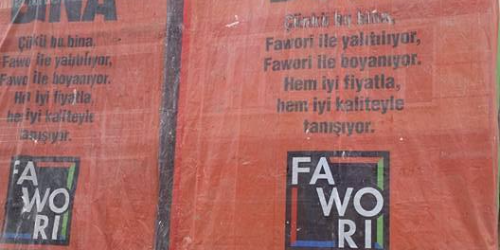 BİNA
Çünkü bu bina,
Fawori ile yalıtılıyor,
Fawori ile boyanıyor.
Hem iyi fiyatla,
hem iyi kaliteyle
tanışıyor.
FA
WO
RI
Çünkü bu bina,
Fawori ile yalıtılıyor,
Fawori ile boyanıyor.
Hem iyi fiyatla,
hem iyi kaliteyle
tanışıyor.
FA
WO
RI